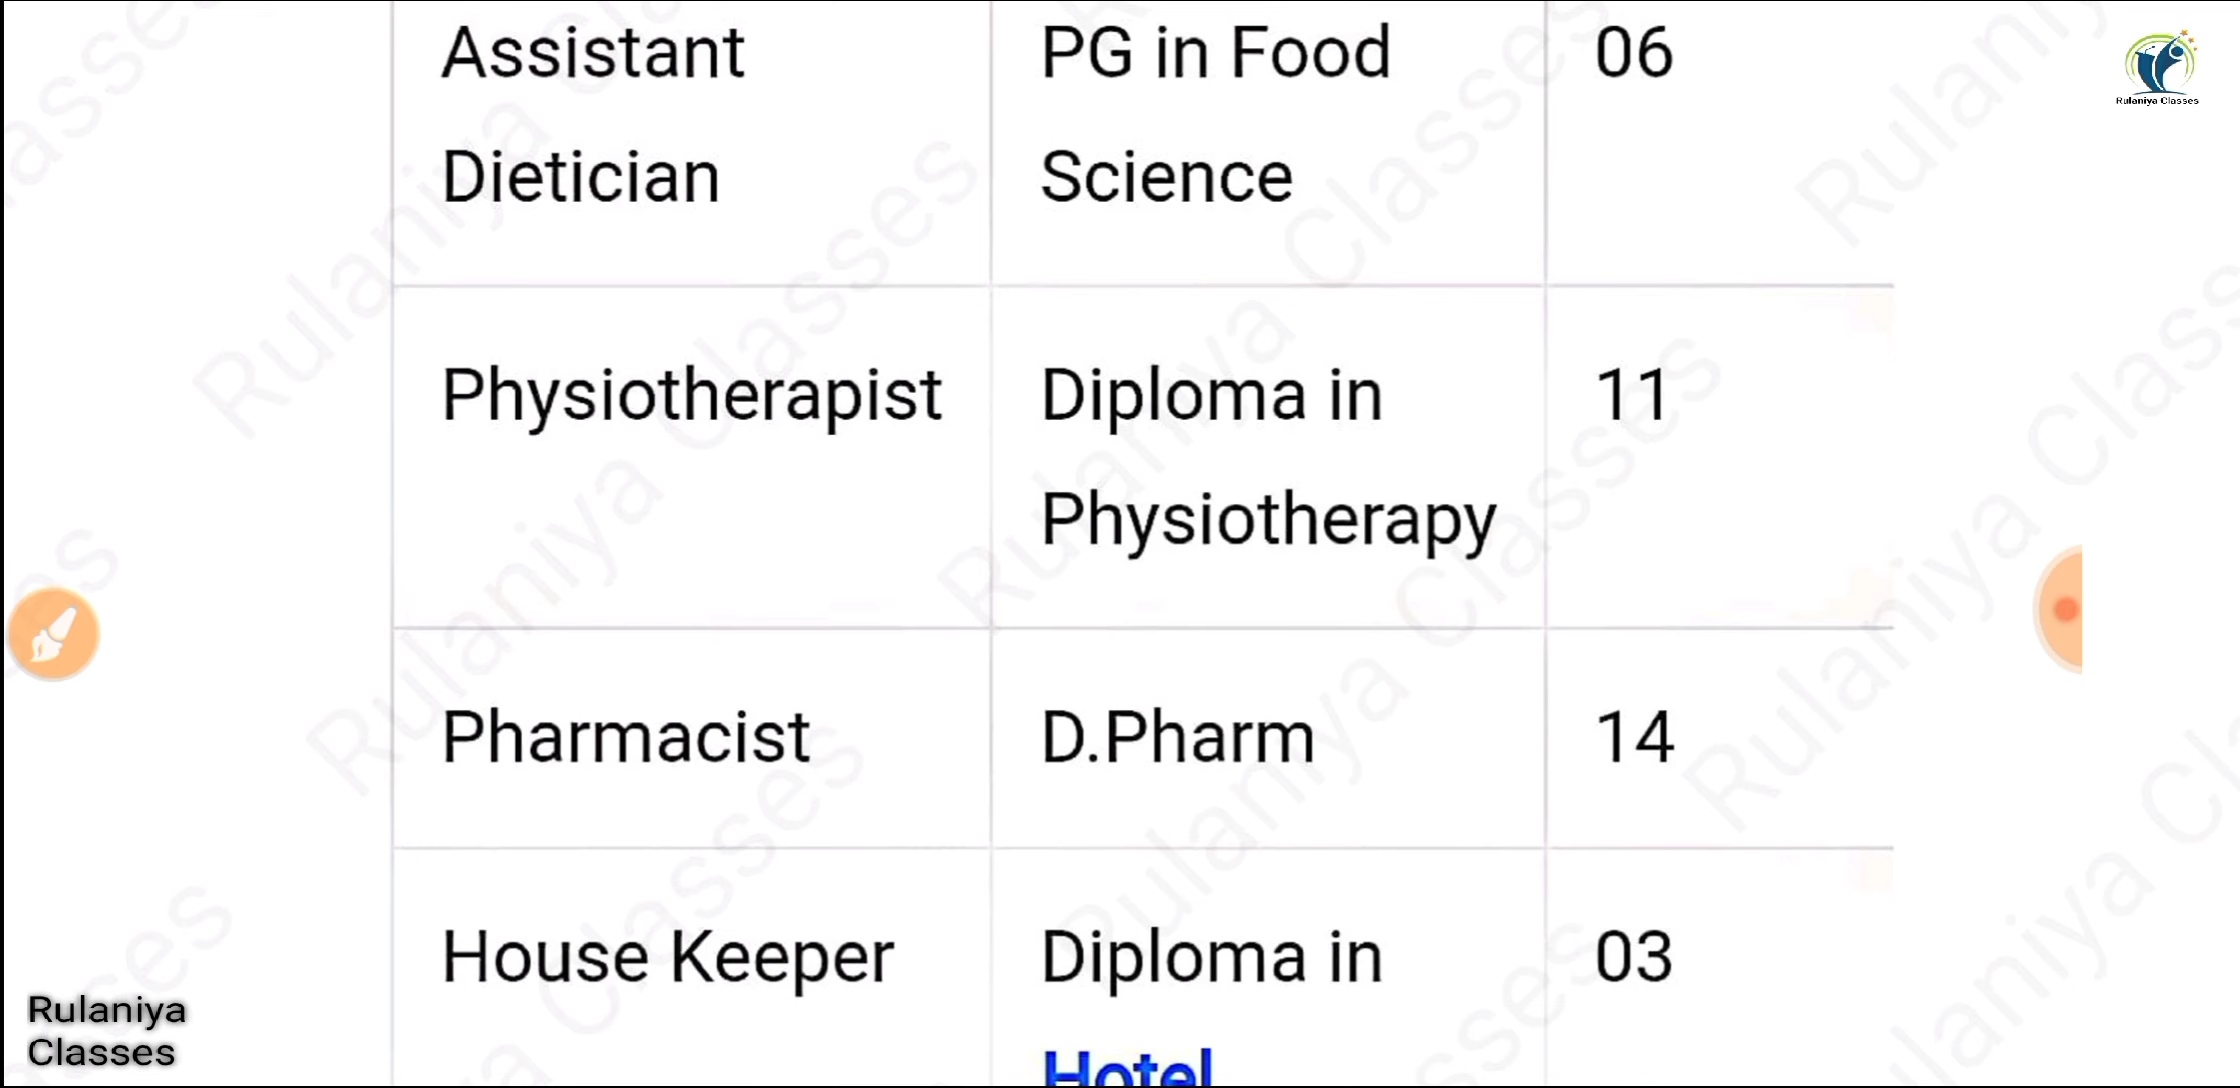 Assistant PG in Food 06
Dietician Science
Physiotherapist Diploma in 11
Physiotherapy
Pharmacist D.Pharm 14
House Keeper Diploma in 03
Hotel
Rulaniya Classes
Rulaniya
Classes